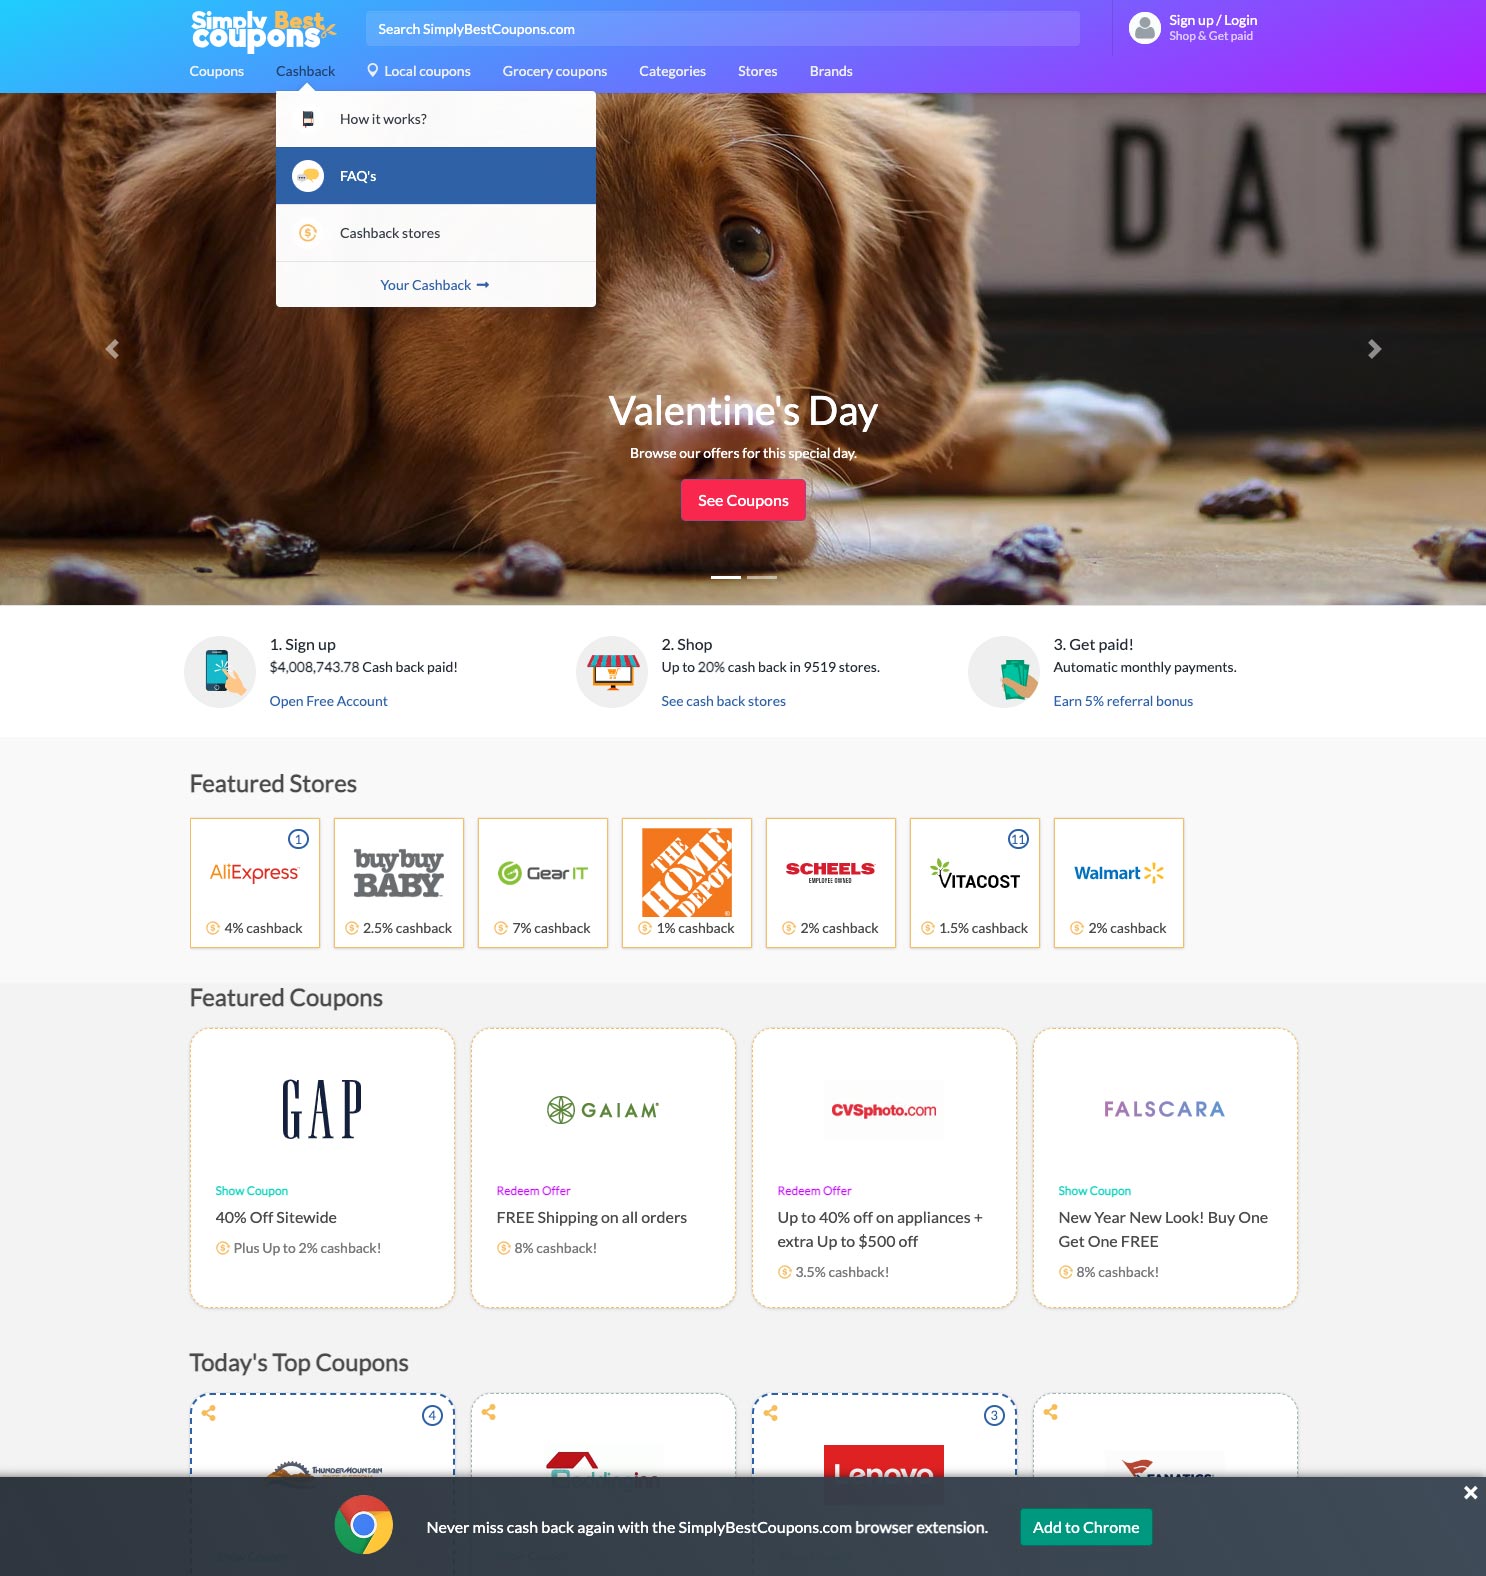 Simply Best
coupons
Search SimplyBestCoupons.com
Sign up / Login
Shop & Get paid
Coupons
Cashback
Local coupons
Grocery coupons
Categories
Stores
Brands
How it works?
FAQ's
Cashback stores
Your Cashback
DATE
Valentine's Day
Browse our offers for this special day.
See Coupons
1. Sign up
$4,008,743.78 Cash back paid!
Open Free Account
2. Shop
Up to 20% cash back in 9519 stores.
See cash back stores
3. Get paid!
Automatic monthly payments.
Earn 5% referral bonus
Featured Stores
1
AliExpress
4% cashback
buybuy
BABY
2.5% cashback
GearIT
7% cashback
THE
HOME
DEPOT
1% cashback
SCHEELS
EMPLOYEE OWNED
2% cashback
11
VITACOST
1.5% cashback
Walmart
2% cashback
Featured Coupons
GAP
Show Coupon
40% Off Sitewide
Plus Up to 2% cashback!
GAIAM
Redeem Offer
FREE Shipping on all orders
8% cashback!
CVSphoto.com
Redeem Offer
Up to 40% off on appliances +
extra Up to $500 off
3.5% cashback!
FALSCARA
Show Coupon
New Year New Look! Buy One
Get One FREE
8% cashback!
Today's Top Coupons
4
THUNDERMOUNTAIN
Beddinginn
3
Lenovo
FANATICS
Never miss cash back again with the SimplyBestCoupons.com browser extension.
Add to Chrome